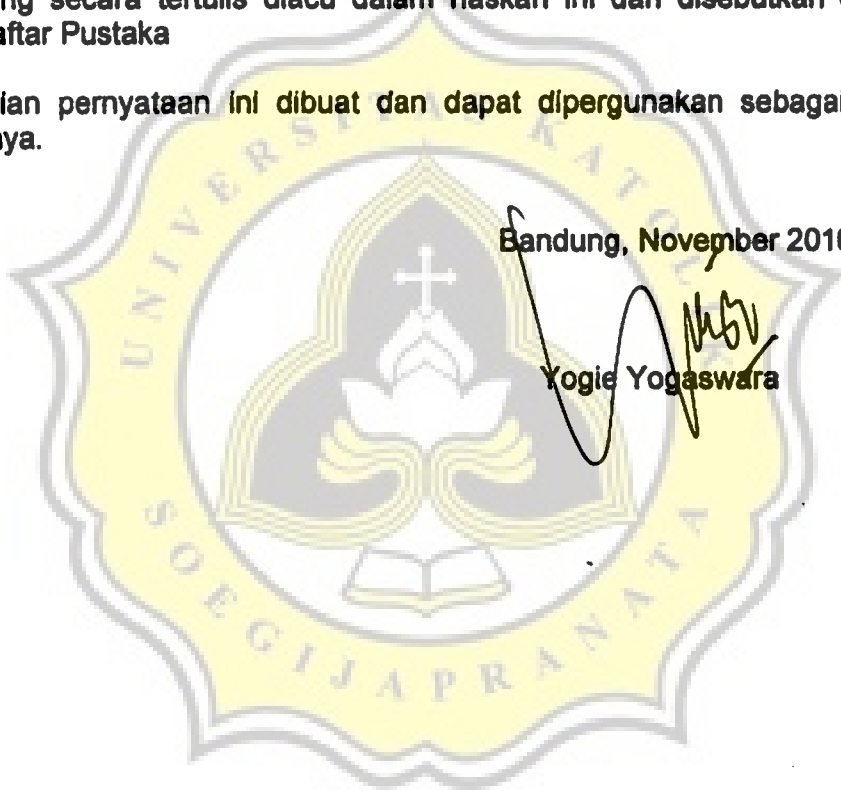 ng secara tertulis diacu dalam naskah ini dan disebutkan
aftar Pustaka
ian pernyataan ini dibuat dan dapat dipergunakan sebagai
nya.
Bandung, November 201
Yogie Yogaswara
UNIVERSITAS KATOLIK
SOEGIJAPRANATA